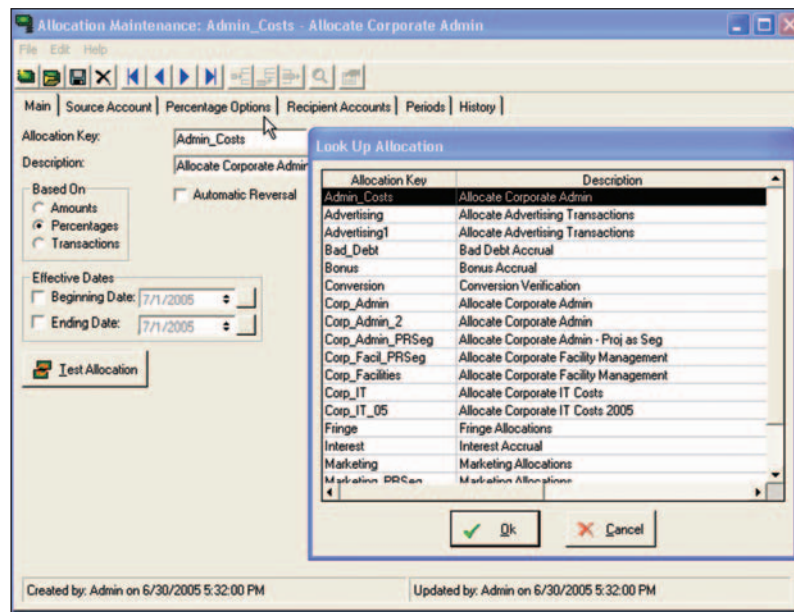 Allocation Maintenance: Admin_Costs - Allocate Corporate Admin
File Edit Help
Main Source Account Percentage Options Recipient Accounts Periods History
Allocation Key: Admin_Costs
Description: Allocate Corporate Admin
Based On
Automatic Reversal
Amounts
Percentages
Transactions
Effective Dates
Beginning Date: 7/1/2005
Ending Date: 7/1/2005
Test Allocation
Look Up Allocation
Allocation Key Description
Admin_Costs Allocate Corporate Admin
Advertising Allocate Advertising Transactions
Advertising1 Allocate Advertising Transactions
Bad_Debt Bad Debt Accrual
Bonus Bonus Accrual
Conversion Conversion Verification
Corp_Admin Allocate Corporate Admin
Corp_Admin_2 Allocate Corporate Admin
Corp_Admin_PRSeg Allocate Corporate Admin - Proj as Seg
Corp_Facil_PRSeg Allocate Corporate Facility Management
Corp_Facilities Allocate Corporate Facility Management
Corp_IT Allocate Corporate IT Costs
Corp_IT_05 Allocate Corporate IT Costs 2005
Fringe Fringe Allocations
Interest Interest Accrual
Marketing Marketing Allocations
Marketing_PRSeg Marketing Allocations
Ok Cancel
Created by: Admin on 6/30/2005 5:32:00 PM Updated by: Admin on 6/30/2005 5:32:00 PM